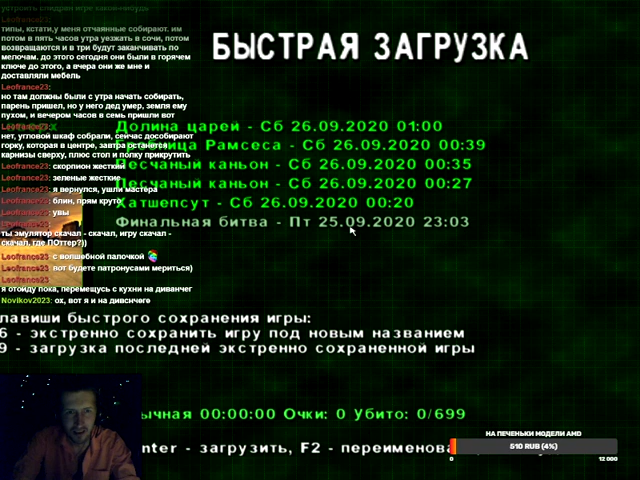 устроить слидрин игре какое-нибудь
Leofrance23:
типы, кстати,у меня отчаянные собирают. им
потом в пять часов утра уезжать в сочи, потом
возвращаются и в три будут заканчивать по
мелочам. до этого сегодня они были в горячем
ключе до этого, а вчера они же мне и
доставляли мебель
Leofrance23:
но там должны были с утра начать собирать,
парень пришел, но у него дед умер, земля ему
пухом, и вечером часов в семь пришли вот
Leofrance23:
нет, угловой шкаф собрали, сейчас дособирают
горку, которая в центре, завтра останется
карнизы сверху, плюс стол и полку прикрутить
Leofrance23: скорпион жесткий
Leofrance23: зеленые жесткие
Leofrance23: я вернулся, ушли мастера
Leofrance23: блин, прям круто
Leofrance23: увы
Leofrance23:
ты эмулятор скачал - скачал, игру скачал -
скачал, где ПОттер?))
Leofrance23: с волшебной палочкой
Leofrance23: вот будете патронусами мериться)
Leofrance23:
я отойду пока, перемещусь с кухни на диванчег
Novikov2023: ох, вот я и на дивснчеге
БЫСТРАЯ ЗАГРУЗКА
Долина царей - Сб 26.09.2020 01:00
Гробница Рамсеса - Сб 26.09.2020 00:39
Песчаный каньон - Сб 26.09.2020 00:35
Песчаный каньон - Сб 26.09.2020 00:27
Хатшепсут - Сб 26.09.2020 00:20
Финальная битва - Пт 25.09.2020 23:03
лавиши быстрого сохранения игры:
6 - экстренно сохранить игру под новым названием
9 - загрузка последней экстренно сохраненной игры
ычная 00:00:00 Очки: 0 Убито: 0/699
nter - загрузить, F2 - переименова
НА ПЕЧЕНЬКИ МОДЕЛИ AMD
510 RUB (4%)
0 12 000